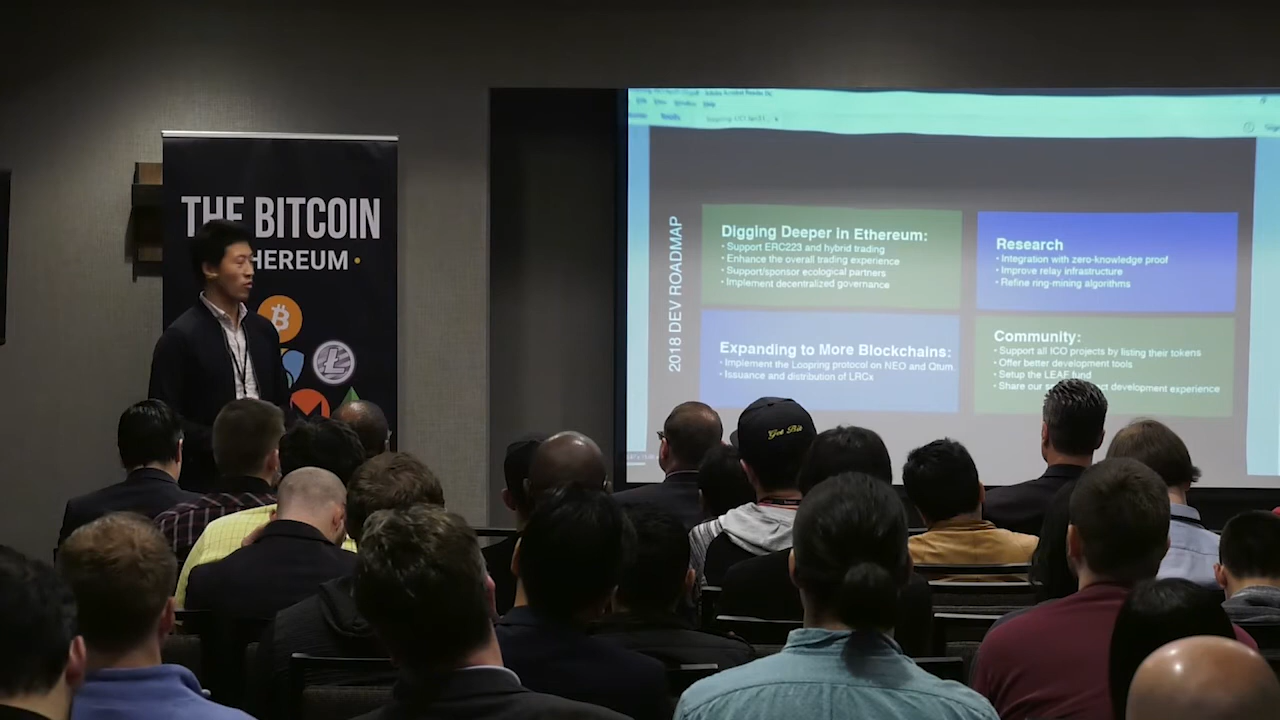 THE BITCOIN
HEREUM
Get Bit
2018 DEV ROADMAP
Digging Deeper in Ethereum:
• Support ERC223 and hybrid trading
• Enhance the overall trading experience
• Support/sponsor ecological partners
• Implement decentralized governance
Research
• Integration with zero-knowledge proof
• Improve relay infrastructure
• Refine ring-mining algorithms
Expanding to More Blockchains:
• Implement the Loopring protocol on NEO and Qtum
• Issuance and distribution of LRCx
Community:
• Support all ICO projects by listing their tokens
• Offer better development tools
• Setup the LEAF fund
• Share our development experience